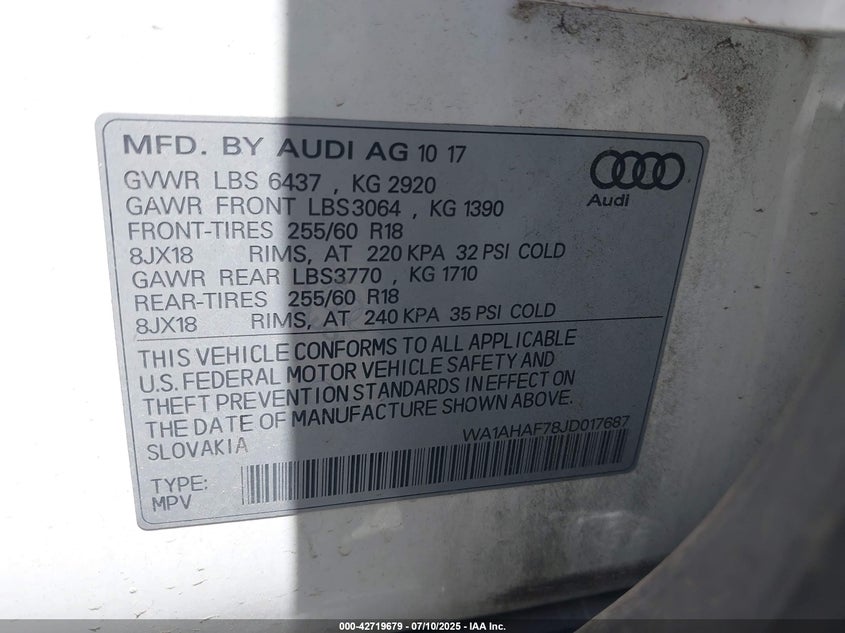 MFD. BY AUDI AG 10 17
Audi
GVWR LBS 6437 , KG 2920
GAWR FRONT LBS3064 , KG 1390
FRONT-TIRES 255/60 R18
8JX18 RIMS, AT 220 KPA 32 PSI COLD
GAWR REAR LBS3770 , KG 1710
REAR-TIRES 255/60 R18
8JX18 RIMS, AT 240 KPA 35 PSI COLD
THIS VEHICLE CONFORMS TO ALL APPLICABLE
U.S. FEDERAL MOTOR VEHICLE SAFETY AND
THEFT PREVENTION STANDARDS IN EFFECT ON
THE DATE OF MANUFACTURE SHOWN ABOVE.
SLOVAKIA
WA1AHAF78JD017687
TYPE:
MPV
000-42719679 - 07/10/2025 - IAA Inc.